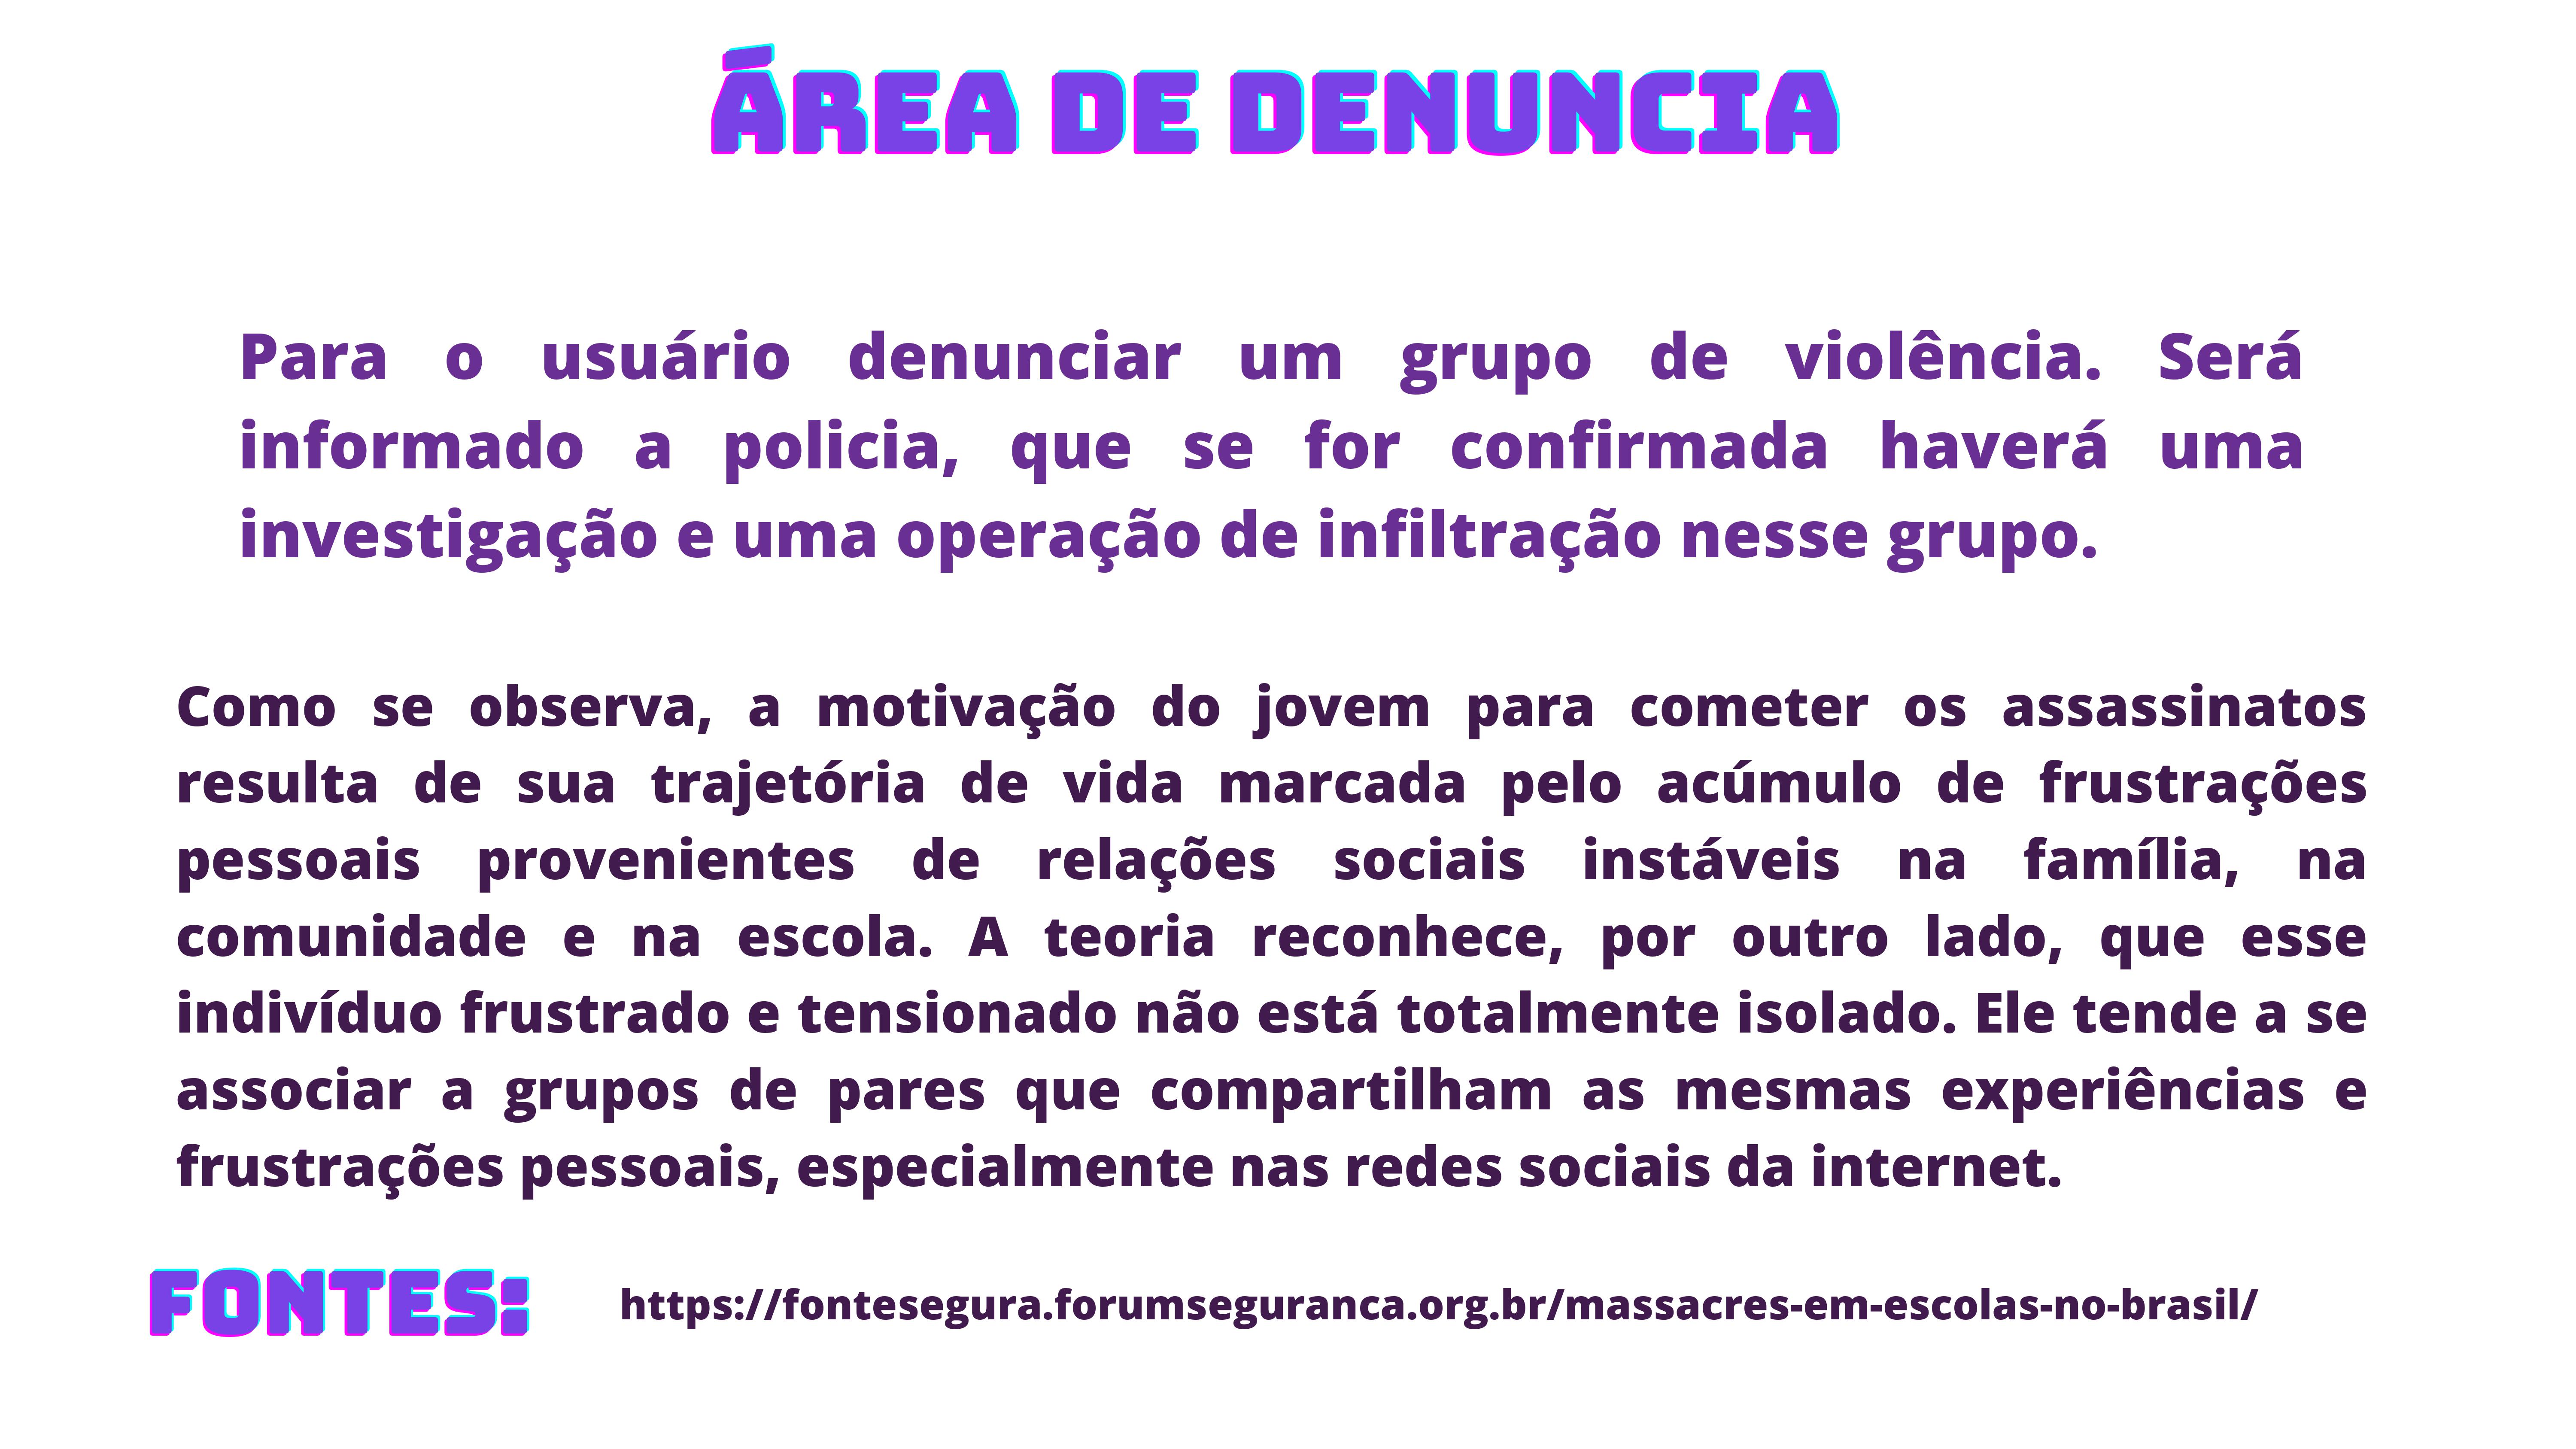 ÁREA DE DENUNCIA
Para o usuário denunciar um grupo de violência. Será
informado a policia, que se for confirmada haverá uma
investigação e uma operação de infiltração nesse grupo.
Como se observa, a motivação do jovem para cometer os assassinatos
resulta de sua trajetória de vida marcada pelo acúmulo de frustrações
pessoais provenientes de relações sociais instáveis na família, na
comunidade e na escola. A teoria reconhece, por outro lado, que esse
indivíduo frustrado e tensionado não está totalmente isolado. Ele tende a se
associar a grupos de pares que compartilham as mesmas experiências e
frustrações pessoais, especialmente nas redes sociais da internet.
FONTES:
https://fontesegura.forumseguranca.org.br/massacres-em-escolas-no-brasil/